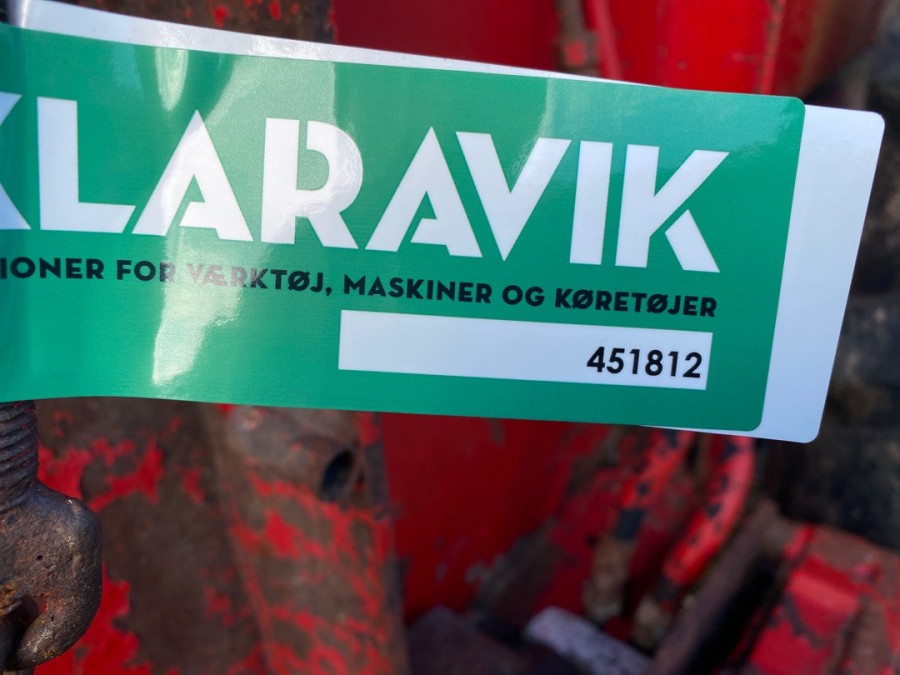 KLARAVIK
IONER FOR VÆRKTØJ, MASKINER OG KØRETØJER
451812